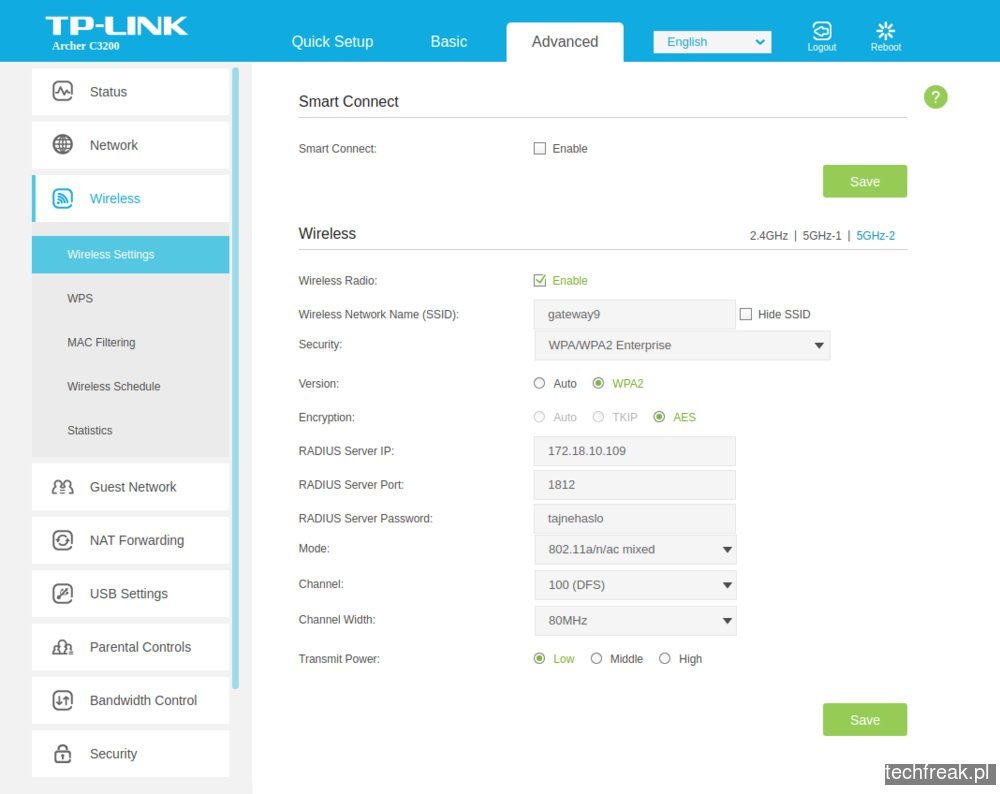 TP-LINK
Archer C3200
Quick Setup Basic Advanced English Logout Reboot
Status
Network
Wireless
Wireless Settings
WPS
MAC Filtering
Wireless Schedule
Statistics
Guest Network
NAT Forwarding
USB Settings
Parental Controls
Bandwidth Control
Security
Smart Connect
?
Smart Connect: Enable
Save
Wireless 2.4GHz | 5GHz-1 | 5GHz-2
Wireless Radio: Enable
Wireless Network Name (SSID): gateway9 Hide SSID
Security: WPA/WPA2 Enterprise
Version: Auto WPA2
Encryption: Auto TKIP AES
RADIUS Server IP: 172.18.10.109
RADIUS Server Port: 1812
RADIUS Server Password: tajnehaslo
Mode: 802.11a/n/ac mixed
Channel: 100 (DFS)
Channel Width: 80MHz
Transmit Power: Low Middle High
Save
techfreak.pl